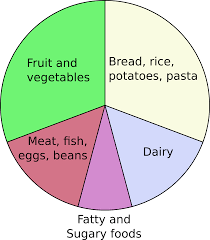 Fruit and
vegetables
Bread, rice,
potatoes, pasta
Meat, fish,
eggs, beans
Dairy
Fatty and
Sugary foods